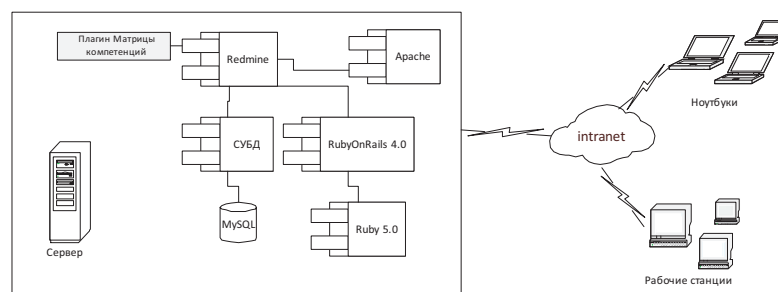 Плагин Матрицы
компетенций
Redmine
Apache
СУБД
RubyOnRails 4.0
MySQL
Ruby 5.0
Сервер
intranet
Ноутбуки
Рабочие станции